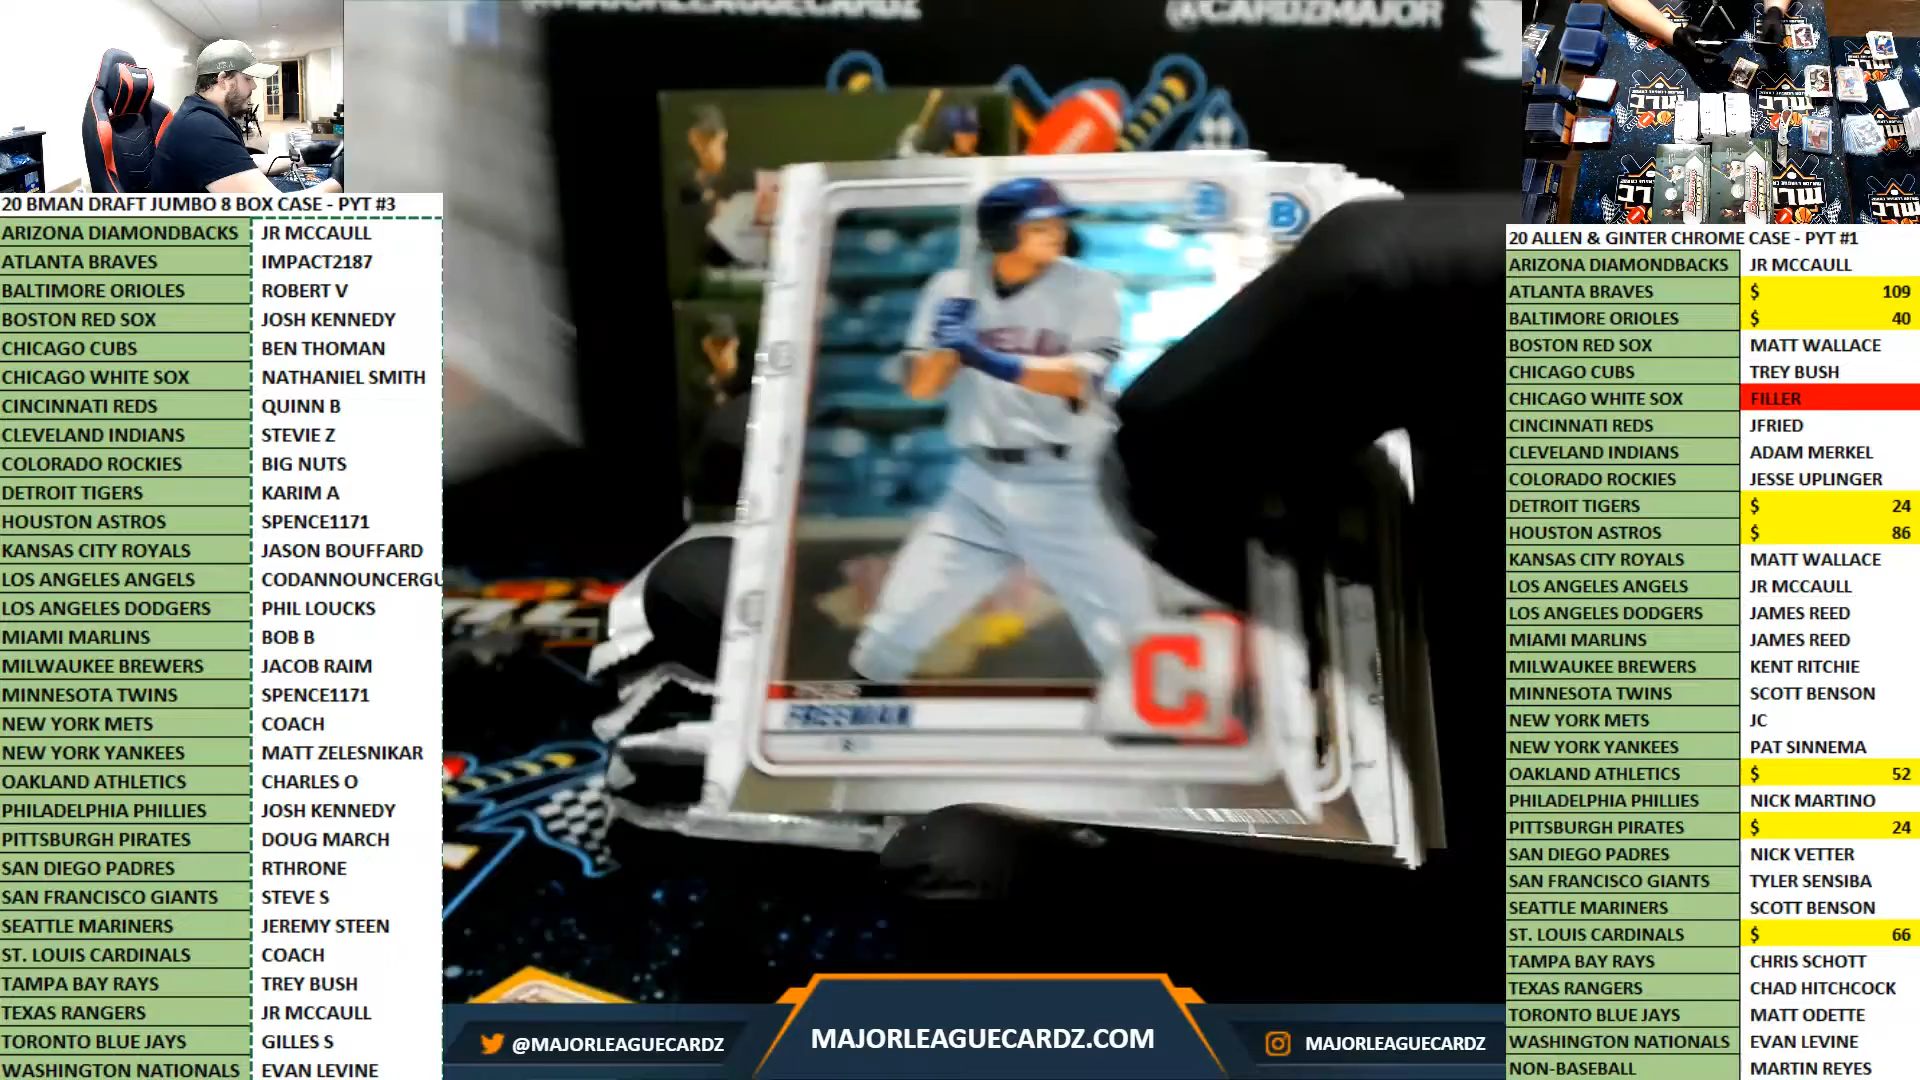 @MAJORLEAGUECARDZ
@CARDZMAJOR
20 BMAN DRAFT JUMBO 8 BOX CASE - PYT #3
ARIZONA DIAMONDBACKS JR MCCAULL
ATLANTA BRAVES IMPACT2187
BALTIMORE ORIOLES ROBERT V
BOSTON RED SOX JOSH KENNEDY
CHICAGO CUBS BEN THOMAN
CHICAGO WHITE SOX NATHANIEL SMITH
CINCINNATI REDS QUINN B
CLEVELAND INDIANS STEVIE Z
COLORADO ROCKIES BIG NUTS
DETROIT TIGERS KARIM A
HOUSTON ASTROS SPENCE1171
KANSAS CITY ROYALS JASON BOUFFARD
LOS ANGELES ANGELS CODANNOUNCERGU
LOS ANGELES DODGERS PHIL LOUCKS
MIAMI MARLINS BOB B
MILWAUKEE BREWERS JACOB RAIM
MINNESOTA TWINS SPENCE1171
NEW YORK METS COACH
NEW YORK YANKEES MATT ZELESNIKAR
OAKLAND ATHLETICS CHARLES O
PHILADELPHIA PHILLIES JOSH KENNEDY
PITTSBURGH PIRATES DOUG MARCH
SAN DIEGO PADRES RTHRONE
SAN FRANCISCO GIANTS STEVE S
SEATTLE MARINERS JEREMY STEEN
ST. LOUIS CARDINALS COACH
TAMPA BAY RAYS TREY BUSH
TEXAS RANGERS JR MCCAULL
TORONTO BLUE JAYS GILLES S
WASHINGTON NATIONALS EVAN LEVINE
B
B
FREEMAN
C
@MAJORLEAGUECARDZ
MAJORLEAGUECARDZ.COM
MAJORLEAGUECARDZ
20 ALLEN & GINTER CHROME CASE - PYT #1
ARIZONA DIAMONDBACKS JR MCCAULL
ATLANTA BRAVES $ 109
BALTIMORE ORIOLES $ 40
BOSTON RED SOX MATT WALLACE
CHICAGO CUBS TREY BUSH
CHICAGO WHITE SOX FILLER
CINCINNATI REDS JFRIED
CLEVELAND INDIANS ADAM MERKEL
COLORADO ROCKIES JESSE UPLINGER
DETROIT TIGERS $ 24
HOUSTON ASTROS $ 86
KANSAS CITY ROYALS MATT WALLACE
LOS ANGELES ANGELS JR MCCAULL
LOS ANGELES DODGERS JAMES REED
MIAMI MARLINS JAMES REED
MILWAUKEE BREWERS KENT RITCHIE
MINNESOTA TWINS SCOTT BENSON
NEW YORK METS JC
NEW YORK YANKEES PAT SINNEMA
OAKLAND ATHLETICS $ 52
PHILADELPHIA PHILLIES NICK MARTINO
PITTSBURGH PIRATES $ 24
SAN DIEGO PADRES NICK VETTER
SAN FRANCISCO GIANTS TYLER SENSIBA
SEATTLE MARINERS SCOTT BENSON
ST. LOUIS CARDINALS $ 66
TAMPA BAY RAYS CHRIS SCHOTT
TEXAS RANGERS CHAD HITCHCOCK
TORONTO BLUE JAYS MATT ODETTE
WASHINGTON NATIONALS EVAN LEVINE
NON-BASEBALL MARTIN REYES